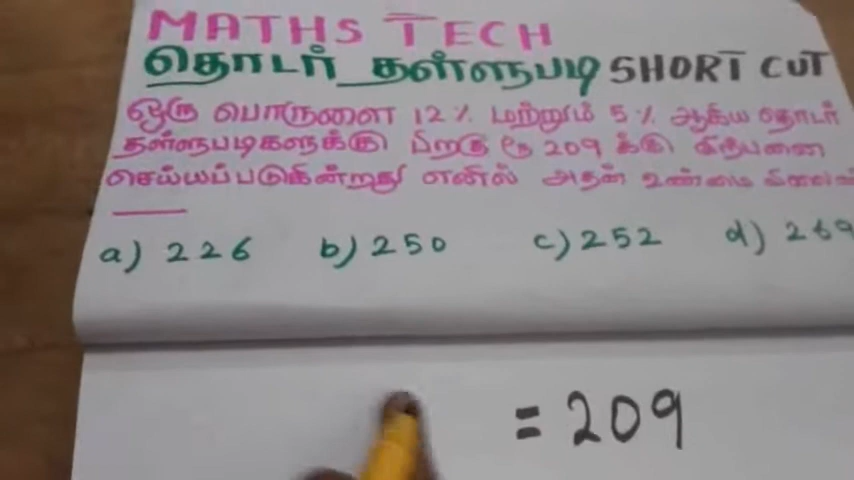 MATHS TECH
தொடர் தள்ளுபடி SHORT CUT
ஒரு பொருளை 12% மற்றும் 5% ஆகிய தொடர்
தள்ளுபடிகளுக்கு பிறகு ரூ 209 க்கு விற்பனை
செய்யப்படுகின்றது எனில் அதன் உண்மை
a) 226 b) 250 c) 252 d) 269
= 209